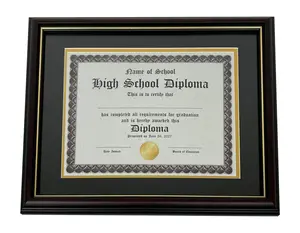 Name of School
High School Diploma
This is to certify that
has completed all requirements for graduation
and is hereby awarded this
Diploma